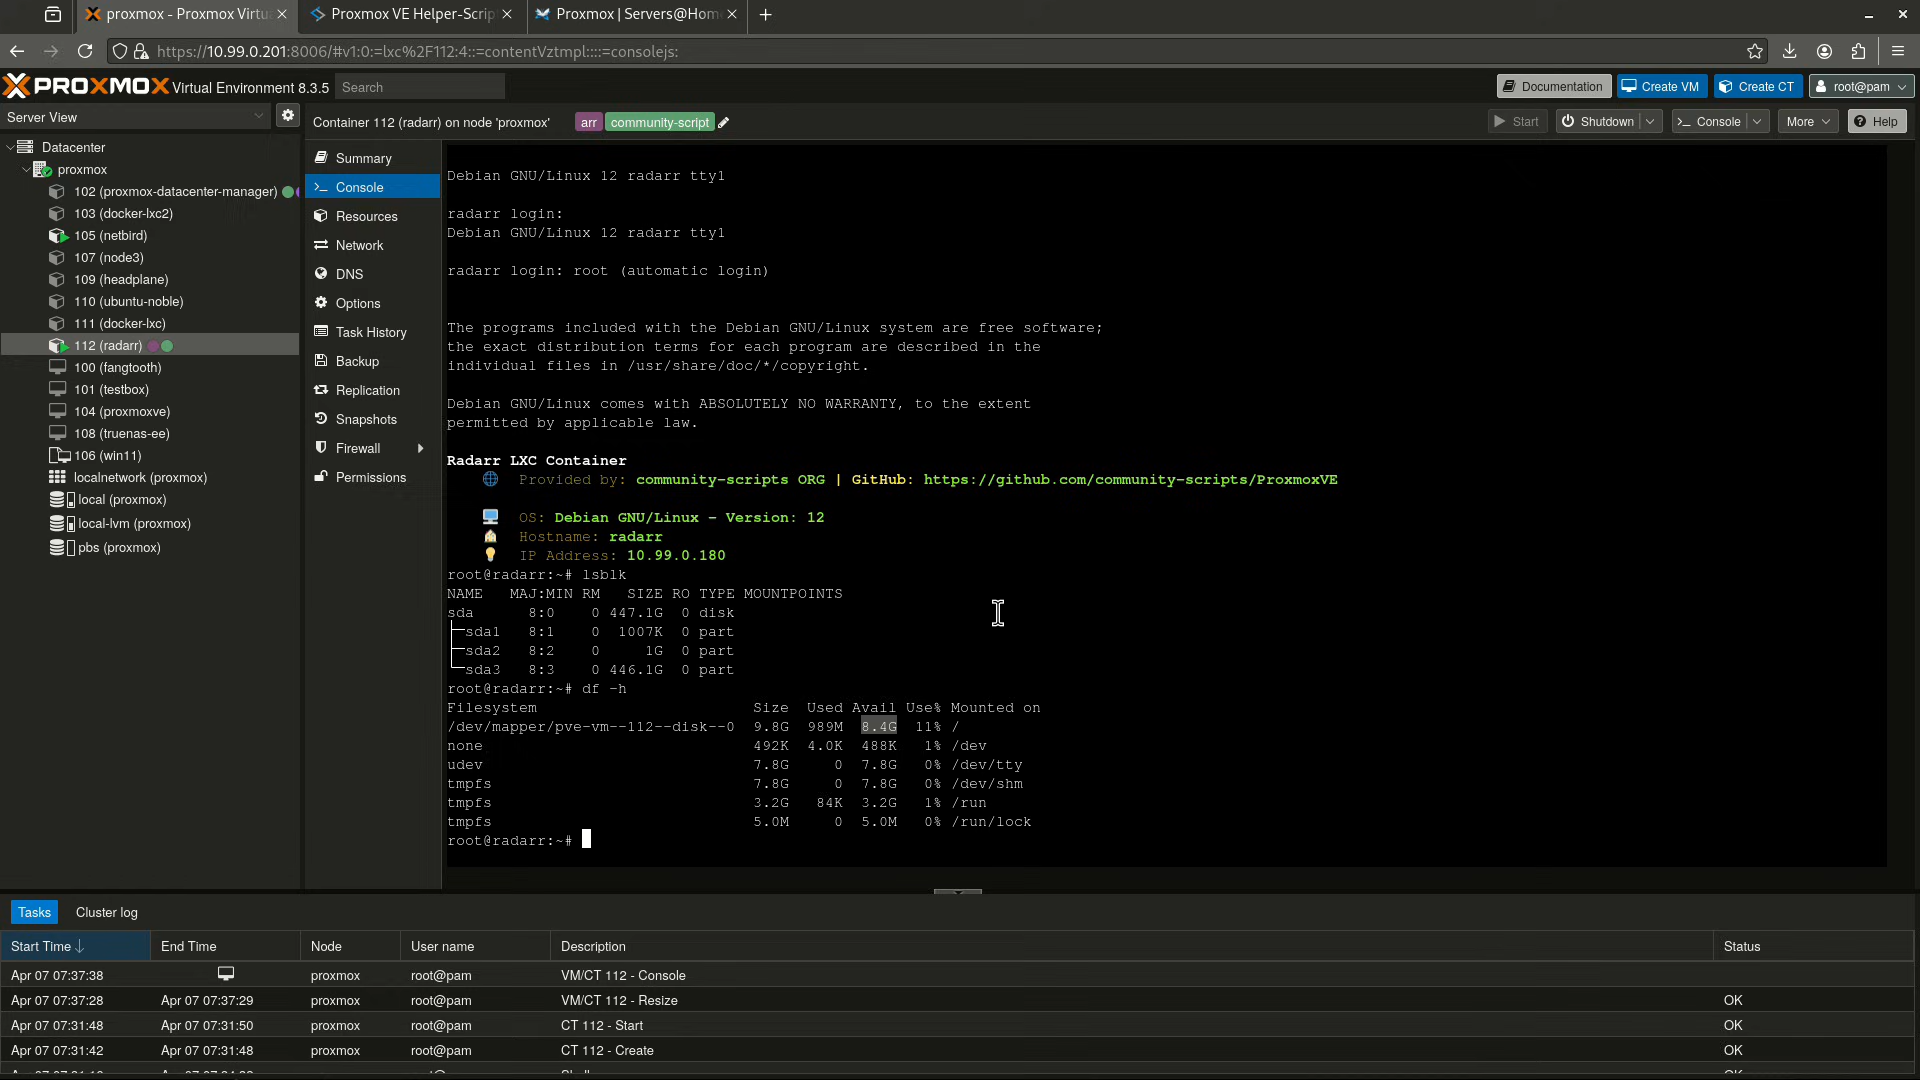 proxmox - Proxmox Virtu
Proxmox VE Helper-Scrip
Proxmox | Servers@Hom
https://10.99.0.201:8006/#v1:0:=lxc%2F112:4::=contentVztmpl::::=consolejs:
PROXMOX Virtual Environment 8.3.5
Search
Documentation
Create VM
Create CT
root@pam
Server View
Container 112 (radarr) on node 'proxmox'
arr
community-script
Start
Shutdown
Console
More
Help
Datacenter
proxmox
102 (proxmox-datacenter-manager)
103 (docker-lxc2)
105 (netbird)
107 (node3)
109 (headplane)
110 (ubuntu-noble)
111 (docker-lxc)
112 (radarr)
100 (fangtooth)
101 (testbox)
104 (proxmoxve)
108 (truenas-ee)
106 (win11)
localnetwork (proxmox)
local (proxmox)
local-lvm (proxmox)
pbs (proxmox)
Summary
Console
Resources
Network
DNS
Options
Task History
Backup
Replication
Snapshots
Firewall
Permissions
Debian GNU/Linux 12 radarr tty1
radarr login:
Debian GNU/Linux 12 radarr tty1
radarr login: root (automatic login)
The programs included with the Debian GNU/Linux system are free software;
the exact distribution terms for each program are described in the
individual files in /usr/share/doc/*/copyright.
Debian GNU/Linux comes with ABSOLUTELY NO WARRANTY, to the extent
permitted by applicable law.
Radarr LXC Container
Provided by: community-scripts ORG | GitHub: https://github.com/community-scripts/ProxmoxVE
OS: Debian GNU/Linux - Version: 12
Hostname: radarr
IP Address: 10.99.0.180
root@radarr:~# lsblk
NAME MAJ:MIN RM SIZE RO TYPE MOUNTPOINTS
sda 8:0 0 447.1G 0 disk
├─sda1 8:1 0 1007K 0 part
├─sda2 8:2 0 1G 0 part
└─sda3 8:3 0 446.1G 0 part
root@radarr:~# df -h
Filesystem Size Used Avail Use% Mounted on
/dev/mapper/pve-vm--112--disk--0 9.8G 989M 8.4G 11% /
none 492K 4.0K 488K 1% /dev
udev 7.8G 0 7.8G 0% /dev/tty
tmpfs 7.8G 0 7.8G 0% /dev/shm
tmpfs 3.2G 84K 3.2G 1% /run
tmpfs 5.0M 0 5.0M 0% /run/lock
root@radarr:~#
Tasks
Cluster log
Start Time End Time Node User name Description Status
Apr 07 07:37:38 proxmox root@pam VM/CT 112 - Console
Apr 07 07:37:28 Apr 07 07:37:29 proxmox root@pam VM/CT 112 - Resize OK
Apr 07 07:31:48 Apr 07 07:31:50 proxmox root@pam CT 112 - Start OK
Apr 07 07:31:42 Apr 07 07:31:48 proxmox root@pam CT 112 - Create OK